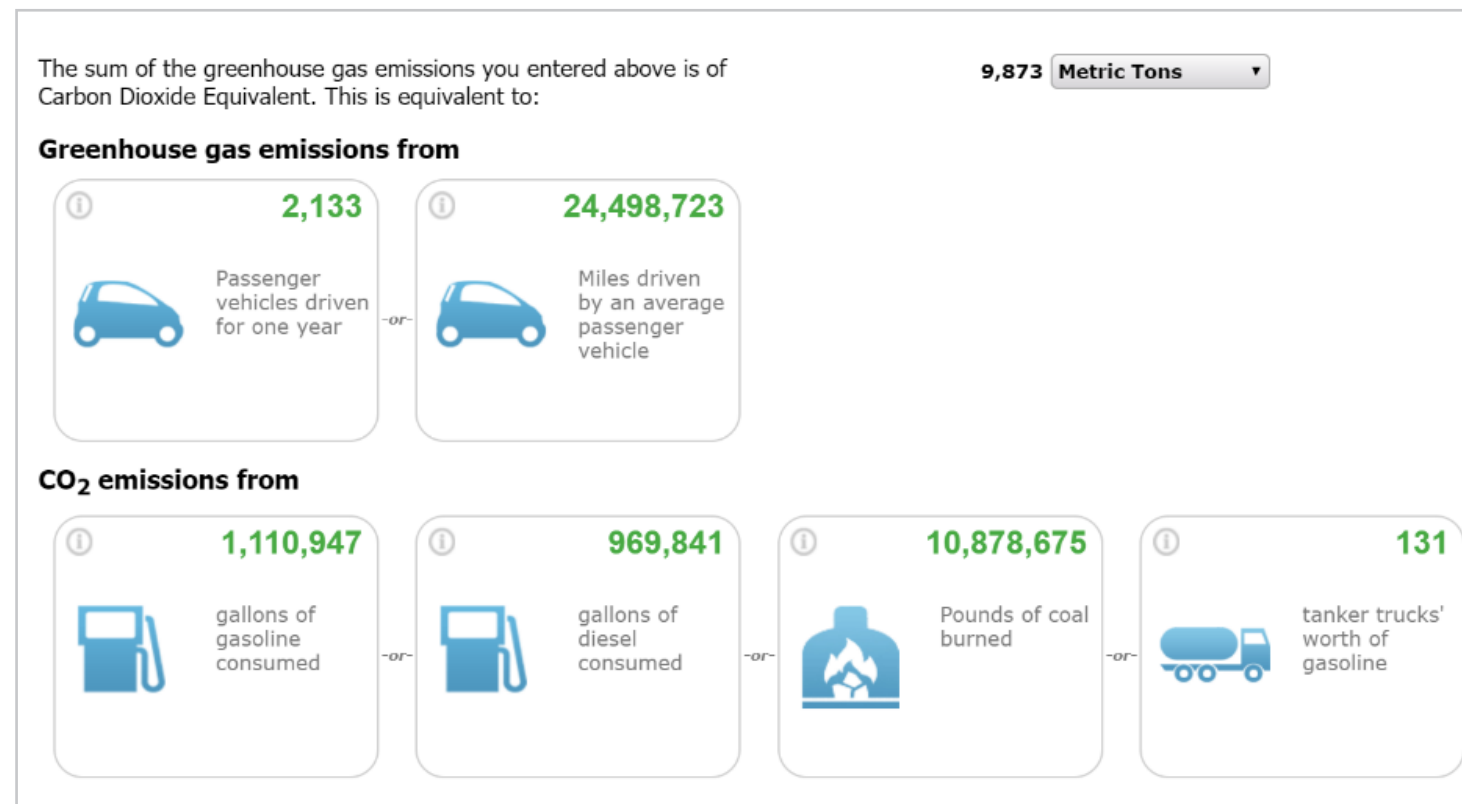 The sum of the greenhouse gas emissions you entered above is of
Carbon Dioxide Equivalent. This is equivalent to:
9,873 Metric Tons
Greenhouse gas emissions from
2,133
Passenger
vehicles driven
for one year
-or-
24,498,723
Miles driven
by an average
passenger
vehicle
CO₂ emissions from
1,110,947
gallons of
gasoline
consumed
-or-
969,841
gallons of
diesel
consumed
-or-
10,878,675
Pounds of coal
burned
-or-
131
tanker trucks'
worth of
gasoline